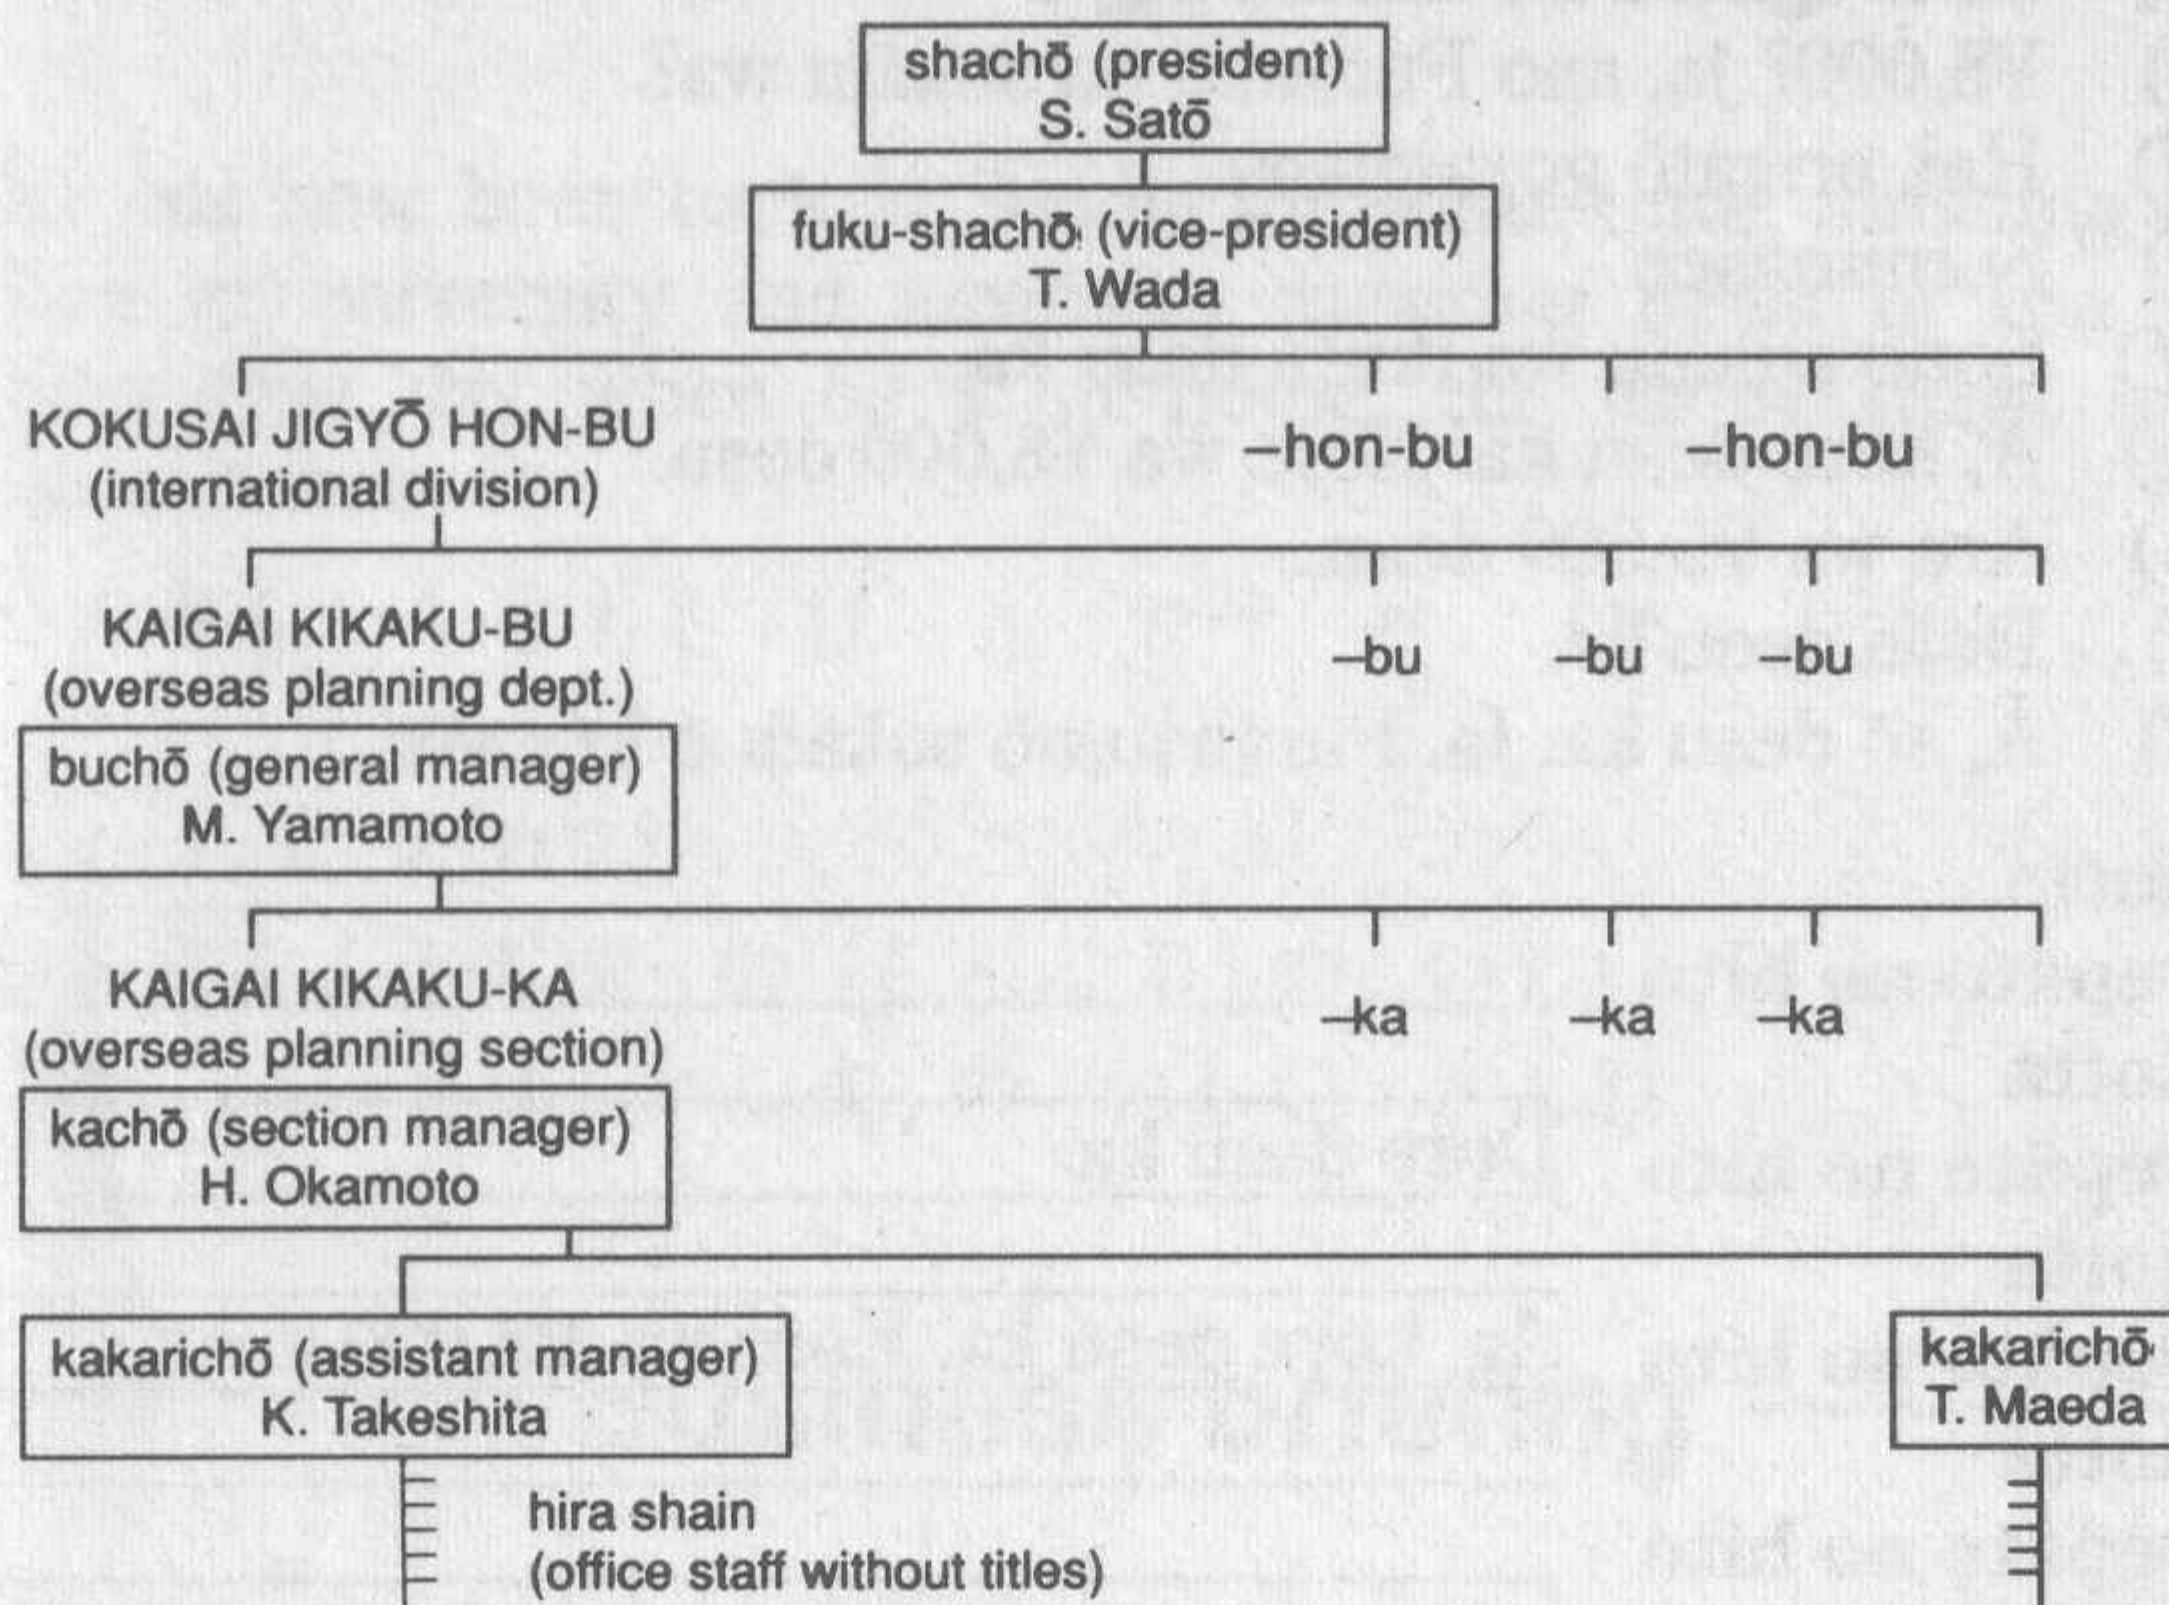 shachō (president)
S. Satō
fuku-shachō (vice-president)
T. Wada
KOKUSAI JIGYŌ HON-BU
(international division)
–hon-bu
–hon-bu
KAIGAI KIKAKU-BU
(overseas planning dept.)
–bu
–bu
–bu
buchō (general manager)
M. Yamamoto
KAIGAI KIKAKU-KA
(overseas planning section)
–ka
–ka
–ka
kachō (section manager)
H. Okamoto
kakarichō (assistant manager)
K. Takeshita
kakarichō
T. Maeda
hira shain
(office staff without titles)